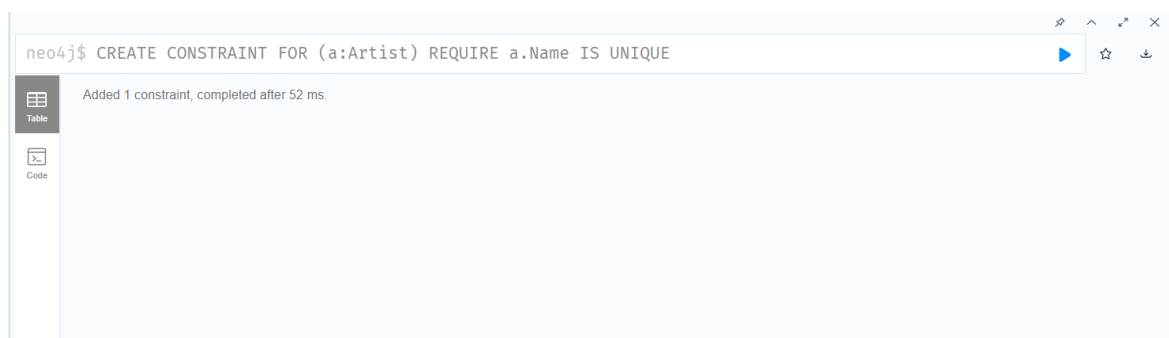 neo4j$ CREATE CONSTRAINT FOR (a:Artist) REQUIRE a.Name IS UNIQUE
Added 1 constraint, completed after 52 ms.
Table
Code